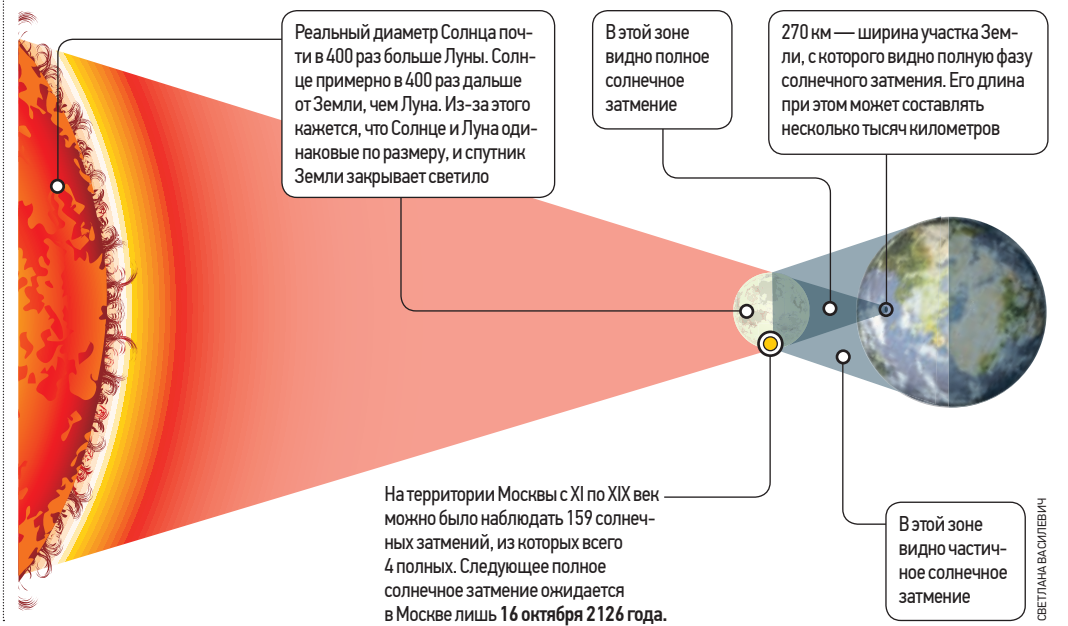 Реальный диаметр Солнца поч-
ти в 400 раз больше Луны. Солн-
це примерно в 400 раз дальше
от Земли, чем Луна. Из-за этого
кажется, что Солнце и Луна оди-
наковые по размеру, и спутник
Земли закрывает светило
В этой зоне
видно полное
солнечное
затмение
270 км — ширина участка Зем-
ли, с которого видно полную фазу
солнечного затмения. Его длина
при этом может составлять
несколько тысяч километров
На территории Москвы с XI по XIX век
можно было наблюдать 159 солнеч-
ных затмений, из которых всего
4 полных. Следующее полное
солнечное затмение ожидается
в Москве лишь 16 октября 2126 года.
В этой зоне
видно частич-
ное солнечное
затмение
СВЕТЛАНА ВАСИЛЕВИЧ